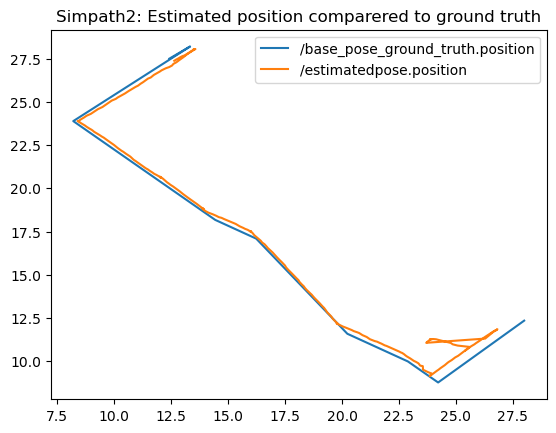 Simpath2: Estimated position comparered to ground truth
/base_pose_ground_truth.position
/estimatedpose.position
27.5
25.0
22.5
20.0
17.5
15.0
12.5
10.0
7.5 10.0 12.5 15.0 17.5 20.0 22.5 25.0 27.5